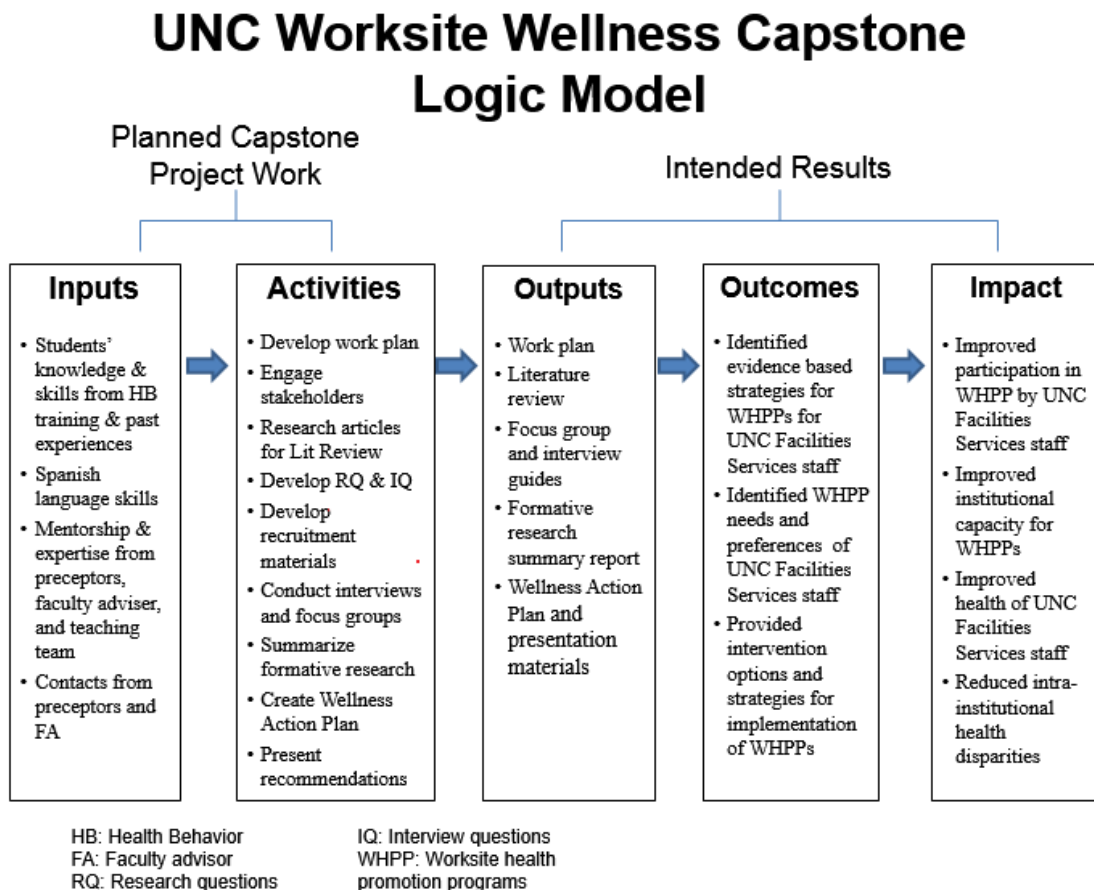 UNC Worksite Wellness Capstone
Logic Model
Planned Capstone
Project Work
Intended Results
Inputs
• Students'
knowledge &
skills from HB
training & past
experiences
• Spanish
language skills
• Mentorship &
expertise from
preceptors,
faculty adviser,
and teaching
team
• Contacts from
preceptors and
FA
Activities
• Develop work plan
• Engage
stakeholders
• Research articles
for Lit Review
• Develop RQ & IQ
• Develop
recruitment
materials
• Conduct interviews
and focus groups
• Summarize
formative research
• Create Wellness
Action Plan
• Present
recommendations
Outputs
• Work plan
• Literature
review
• Focus group
and interview
guides
• Formative
research
summary report
• Wellness Action
Plan and
presentation
materials
Outcomes
• Identified
evidence based
strategies for
WHPPs for
UNC Facilities
Services staff
• Identified WHPP
needs and
preferences of
UNC Facilities
Services staff
• Provided
intervention
options and
strategies for
implementation
of WHPPs
Impact
• Improved
participation in
WHPP by UNC
Facilities
Services staff
• Improved
institutional
capacity for
WHPPs
• Improved
health of UNC
Facilities
Services staff
• Reduced intra-
institutional
health
disparities
HB: Health Behavior
FA: Faculty advisor
RQ: Research questions
IQ: Interview questions
WHPP: Worksite health
promotion programs